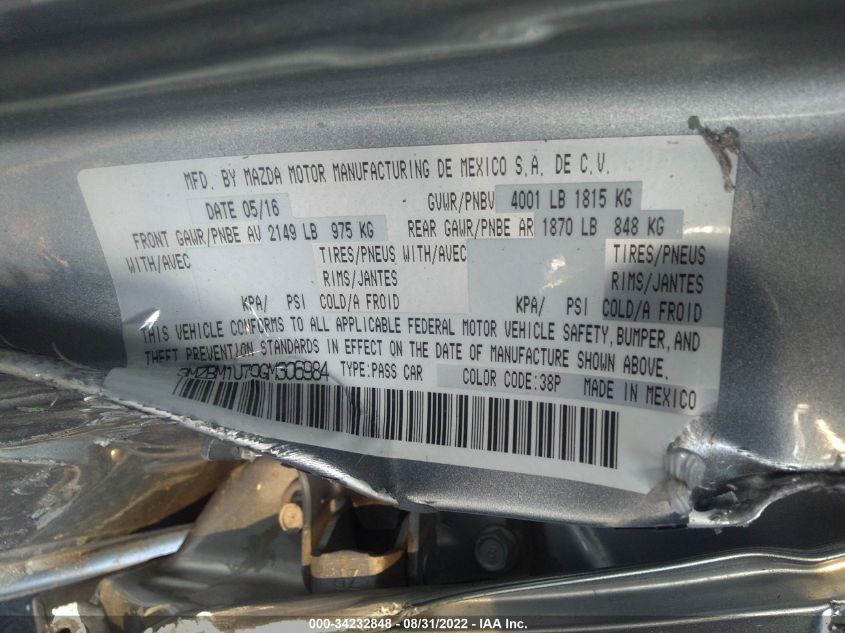 MFD. BY MAZDA MOTOR MANUFACTURING DE MEXICO S.A. DE C.V.
DATE 05/16 GVWR/PNBV 4001 LB 1815 KG
FRONT GAWR/PNBE AV 2149 LB 975 KG REAR GAWR/PNBE AR 1870 LB 848 KG
WITH/AVEC TIRES/PNEUS WITH/AVEC TIRES/PNEUS
RIMS/JANTES RIMS/JANTES
KPA/ PSI COLD/A FROID KPA/ PSI COLD/A FROID
THIS VEHICLE CONFORMS TO ALL APPLICABLE FEDERAL MOTOR VEHICLE SAFETY, BUMPER, AND
THEFT PREVENTION STANDARDS IN EFFECT ON THE DATE OF MANUFACTURE SHOWN ABOVE.
3MZBM1U79GM306984 TYPE:PASS CAR COLOR CODE:38P MADE IN MEXICO
000-34232848 - 08/31/2022 - IAA Inc.